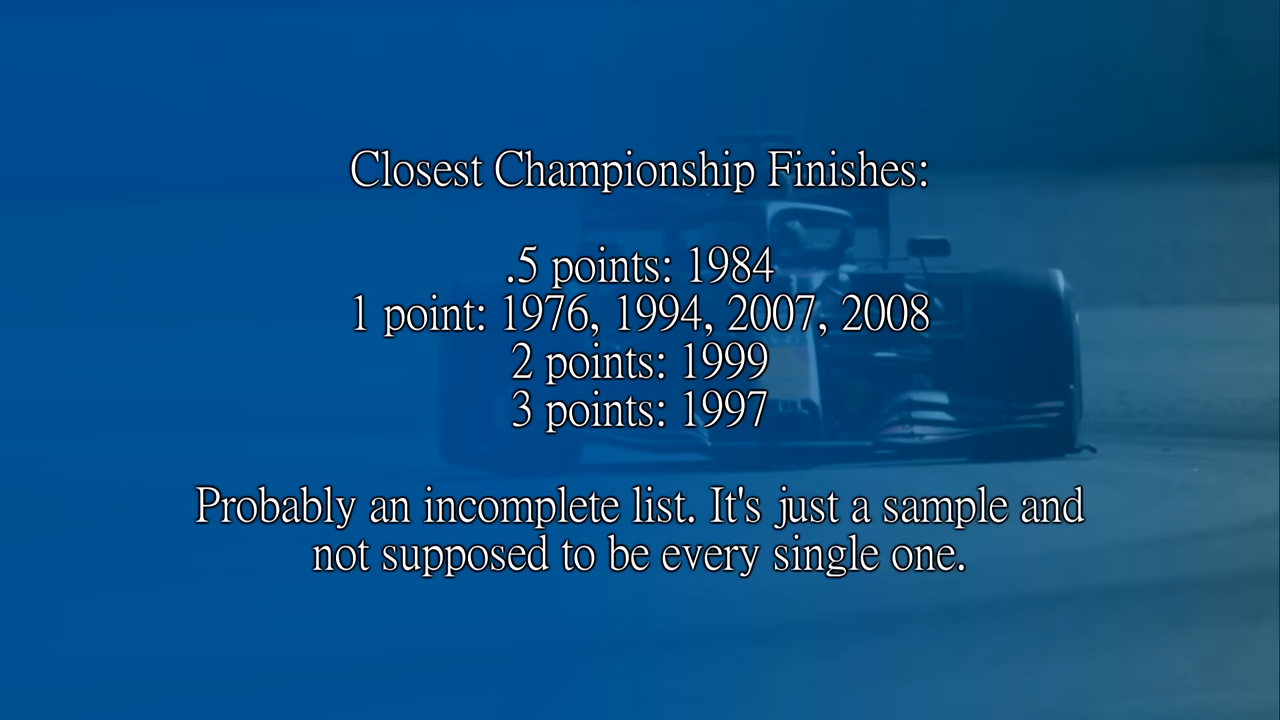 Closest Championship Finishes:
.5 points: 1984
1 point: 1976, 1994, 2007, 2008
2 points: 1999
3 points: 1997
Probably an incomplete list. It's just a sample and
not supposed to be every single one.